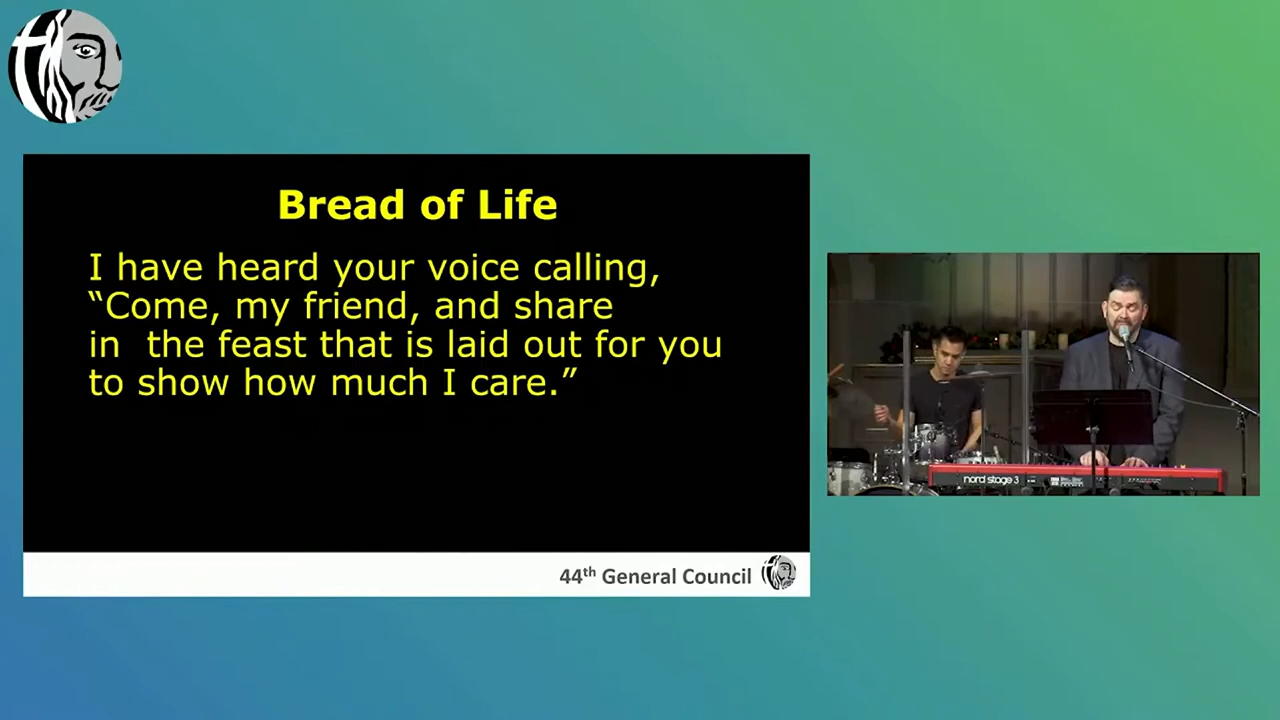 Bread of Life
I have heard your voice calling,
“Come, my friend, and share
in  the feast that is laid out for you
to show how much I care.”
44th General Council
nord stage 3